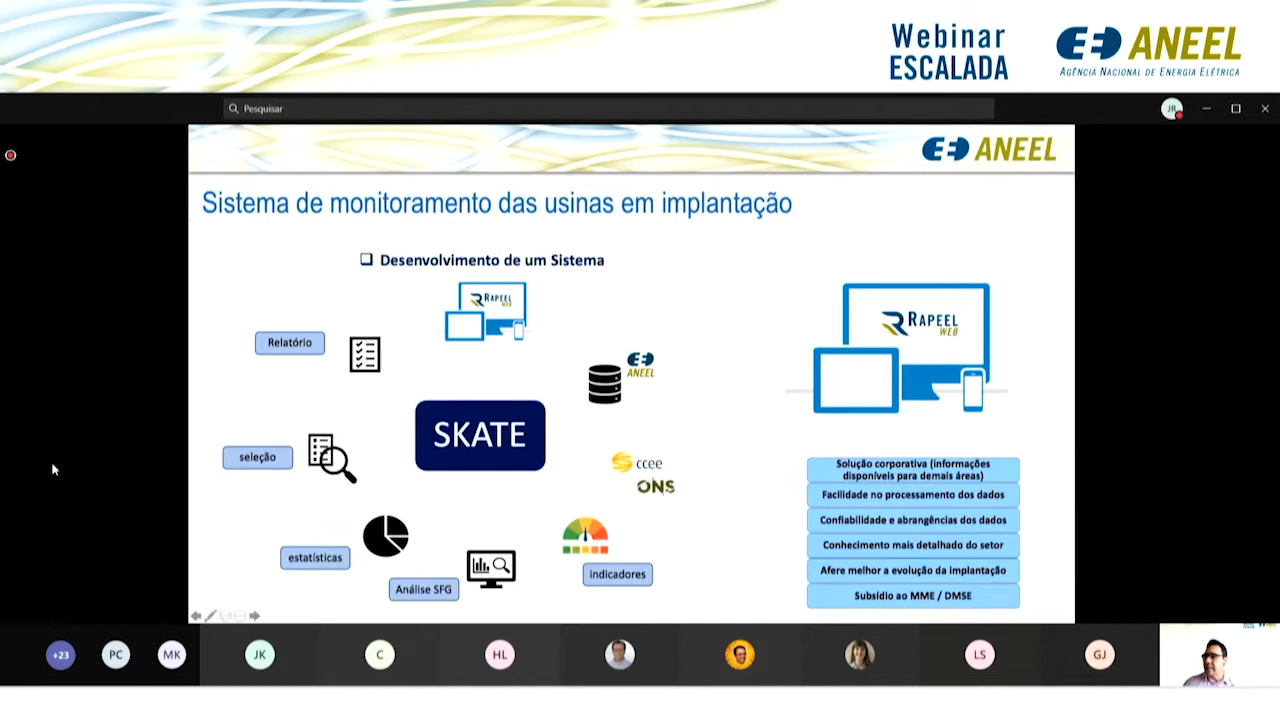 Webinar
ESCALADA
ANEEL
AGÊNCIA NACIONAL DE ENERGIA ELÉTRICA
Pesquisar
JR
ANEEL
Sistema de monitoramento das usinas em implantação
Desenvolvimento de um Sistema
RAPEEL
WEB
Relatório
ANEEL
SKATE
seleção
ccee
ONS
estatísticas
Análise SFG
indicadores
RAPEEL
WEB
Solução corporativa (informações
disponíveis para demais áreas)
Facilidade no processamento dos dados
Confiabilidade e abrangências dos dados
Conhecimento mais detalhado do setor
Afere melhor a evolução da implantação
Subsídio ao MME / DMSE
+23
PC
MK
JK
C
HL
LS
GJ